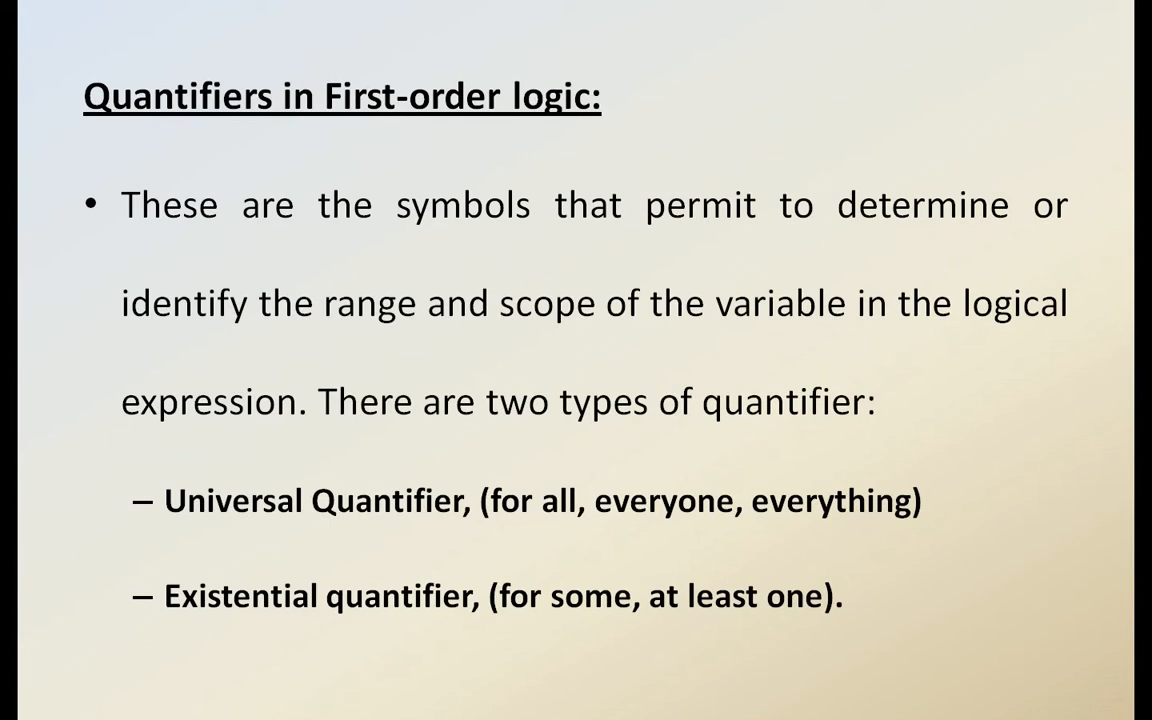 Quantifiers in First-order logic:
• These are the symbols that permit to determine or
identify the range and scope of the variable in the logical
expression. There are two types of quantifier:
– Universal Quantifier, (for all, everyone, everything)
– Existential quantifier, (for some, at least one).